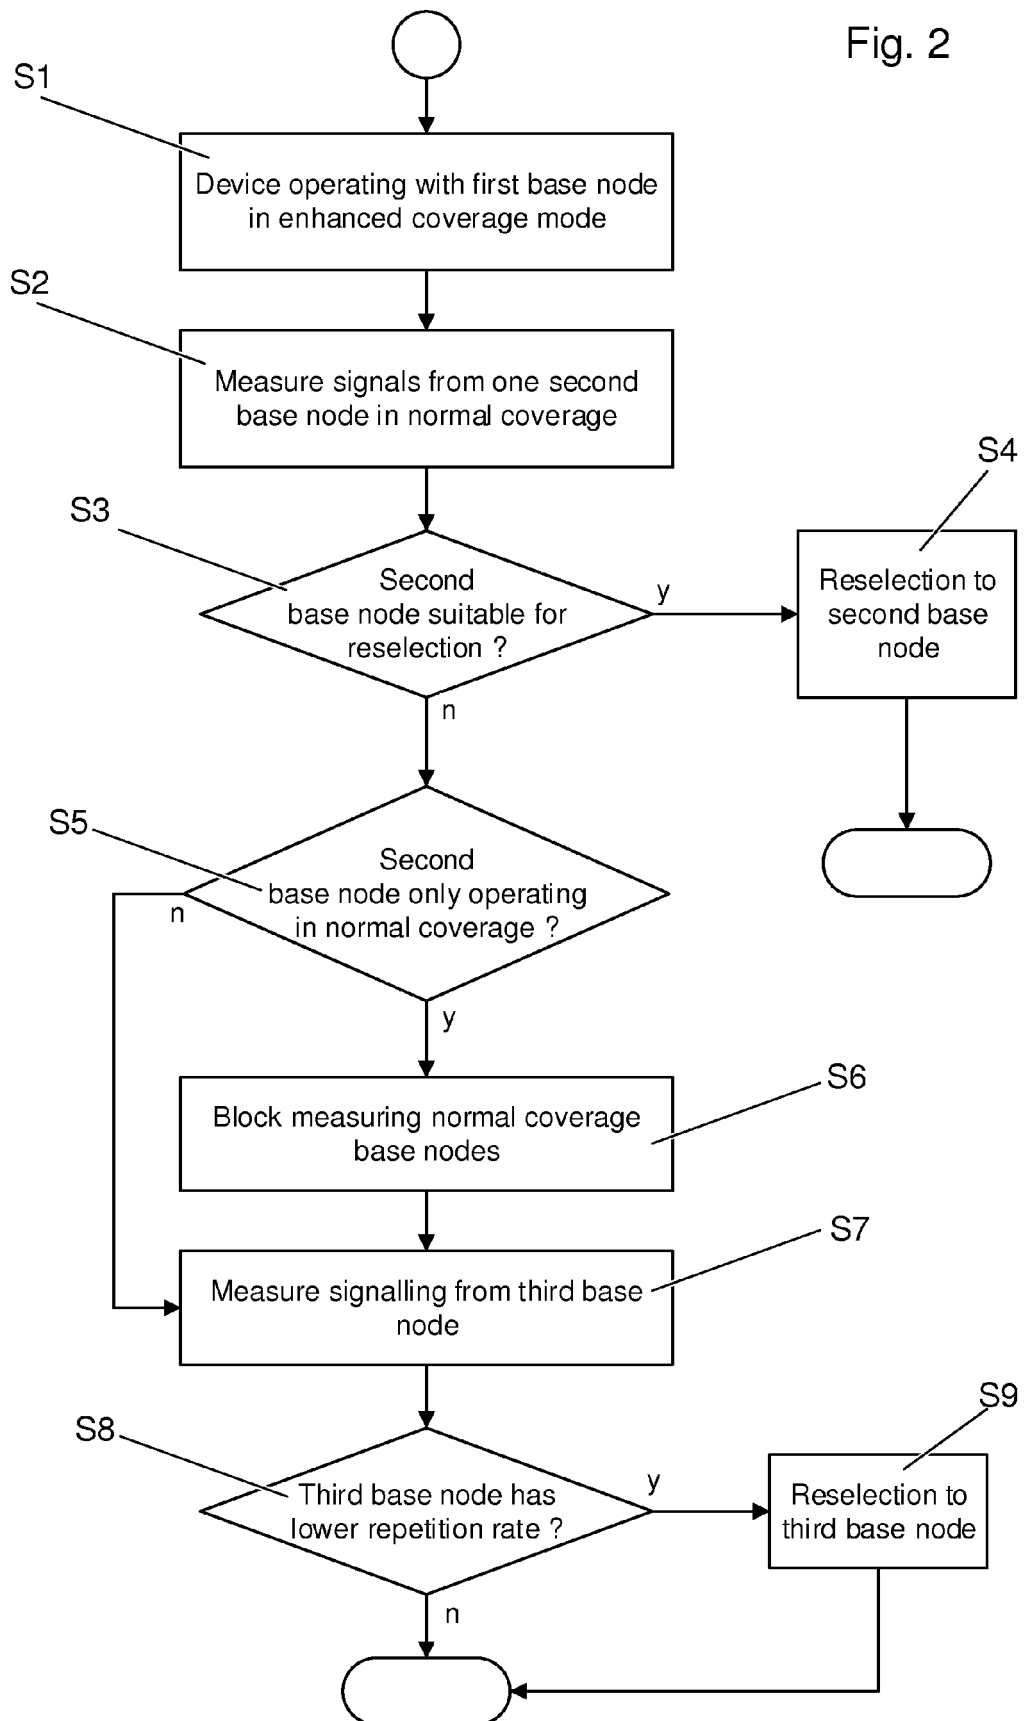 Fig. 2
S1
Device operating with first base node
in enhanced coverage mode
S2
Measure signals from one second
base node in normal coverage
S3
Second
base node suitable for
reselection ?
y
n
S4
Reselection to
second base
node
S5
Second
base node only operating
in normal coverage ?
n
y
S6
Block measuring normal coverage
base nodes
S7
Measure signalling from third base
node
S8
Third base node has
lower repetition rate ?
y
n
S9
Reselection to
third base node